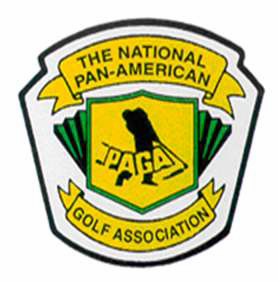 THE NATIONAL
PAN-AMERICAN
PAGA
GOLF ASSOCIATION